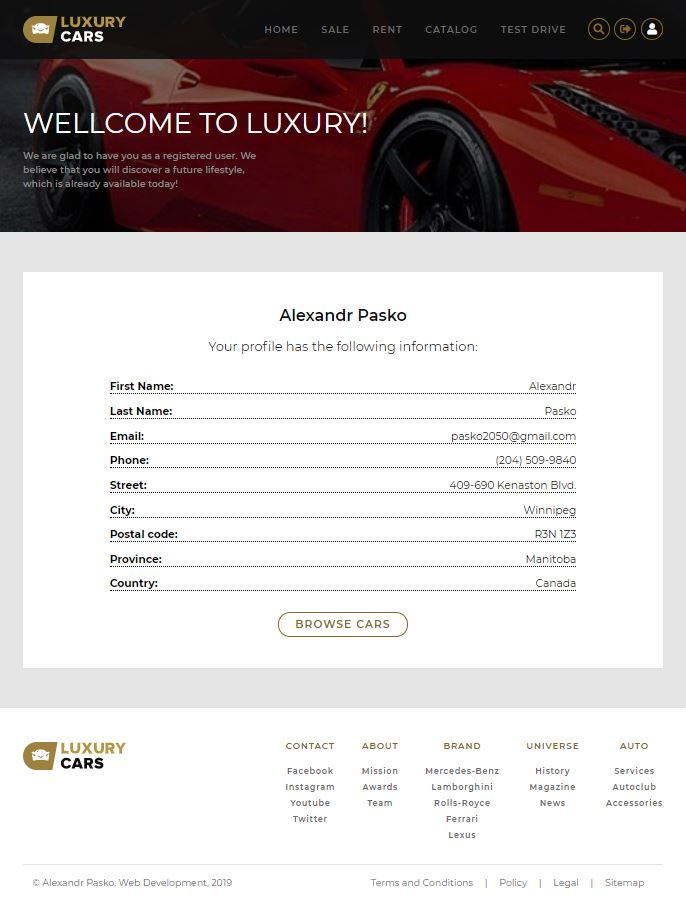 LUXURY
CARS
HOME SALE RENT CATALOG TEST DRIVE
WELLCOME TO LUXURY!
We are glad to have you as a registered user. We
believe that you will discover a future lifestyle,
which is already available today!
Alexandr Pasko
Your profile has the following information:
First Name: Alexandr
Last Name: Pasko
Email: pasko2050@gmail.com
Phone: (204) 509-9840
Street: 409-690 Kenaston Blvd.
City: Winnipeg
Postal code: R3N 1Z3
Province: Manitoba
Country: Canada
BROWSE CARS
LUXURY
CARS
CONTACT ABOUT BRAND UNIVERSE AUTO
Facebook Mission Mercedes-Benz History Services
Instagram Awards Lamborghini Magazine Autoclub
Youtube Team Rolls-Royce News Accessories
Twitter Ferrari
Lexus
© Alexandr Pasko, Web Development, 2019 Terms and Conditions | Policy | Legal | Sitemap